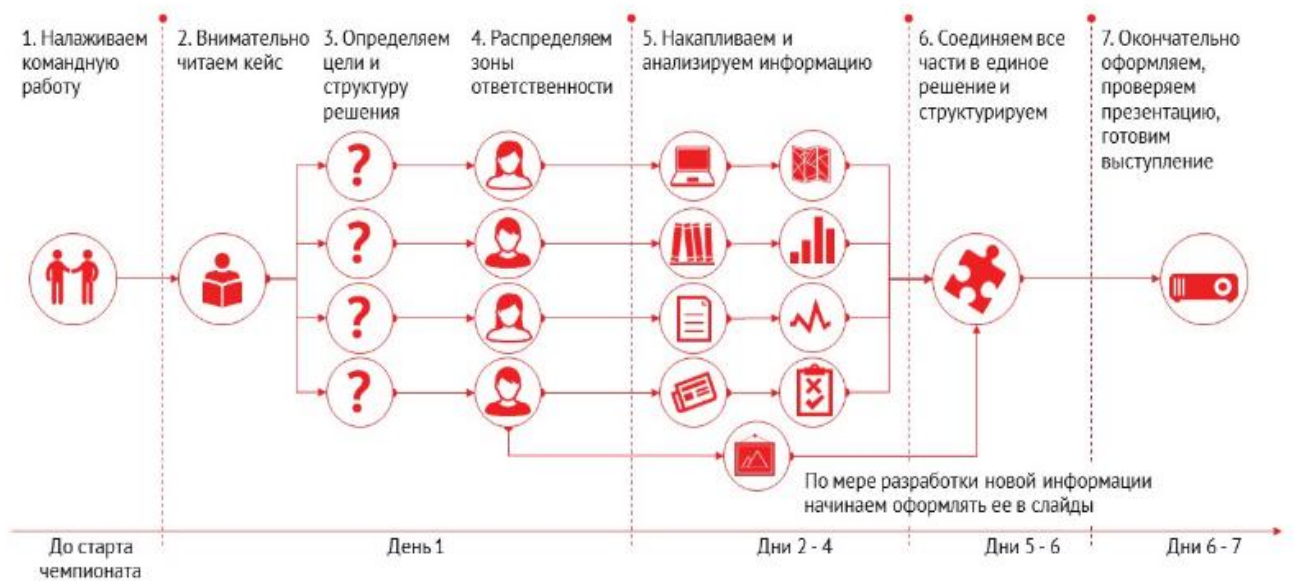 1. Налаживаем
командную
работу
2. Внимательно
читаем кейс
3. Определяем
цели и
структуру
решения
4. Распределяем
зоны
ответственности
5. Накапливаем и
анализируем информацию
6. Соединяем все
части в единое
решение и
структурируем
7. Окончательно
оформляем,
проверяем
презентацию,
готовим
выступление
?
?
?
?
По мере разработки новой информации
начинаем оформлять ее в слайды
До старта
чемпионата
День 1
Дни 2 - 4
Дни 5 - 6
Дни 6 - 7